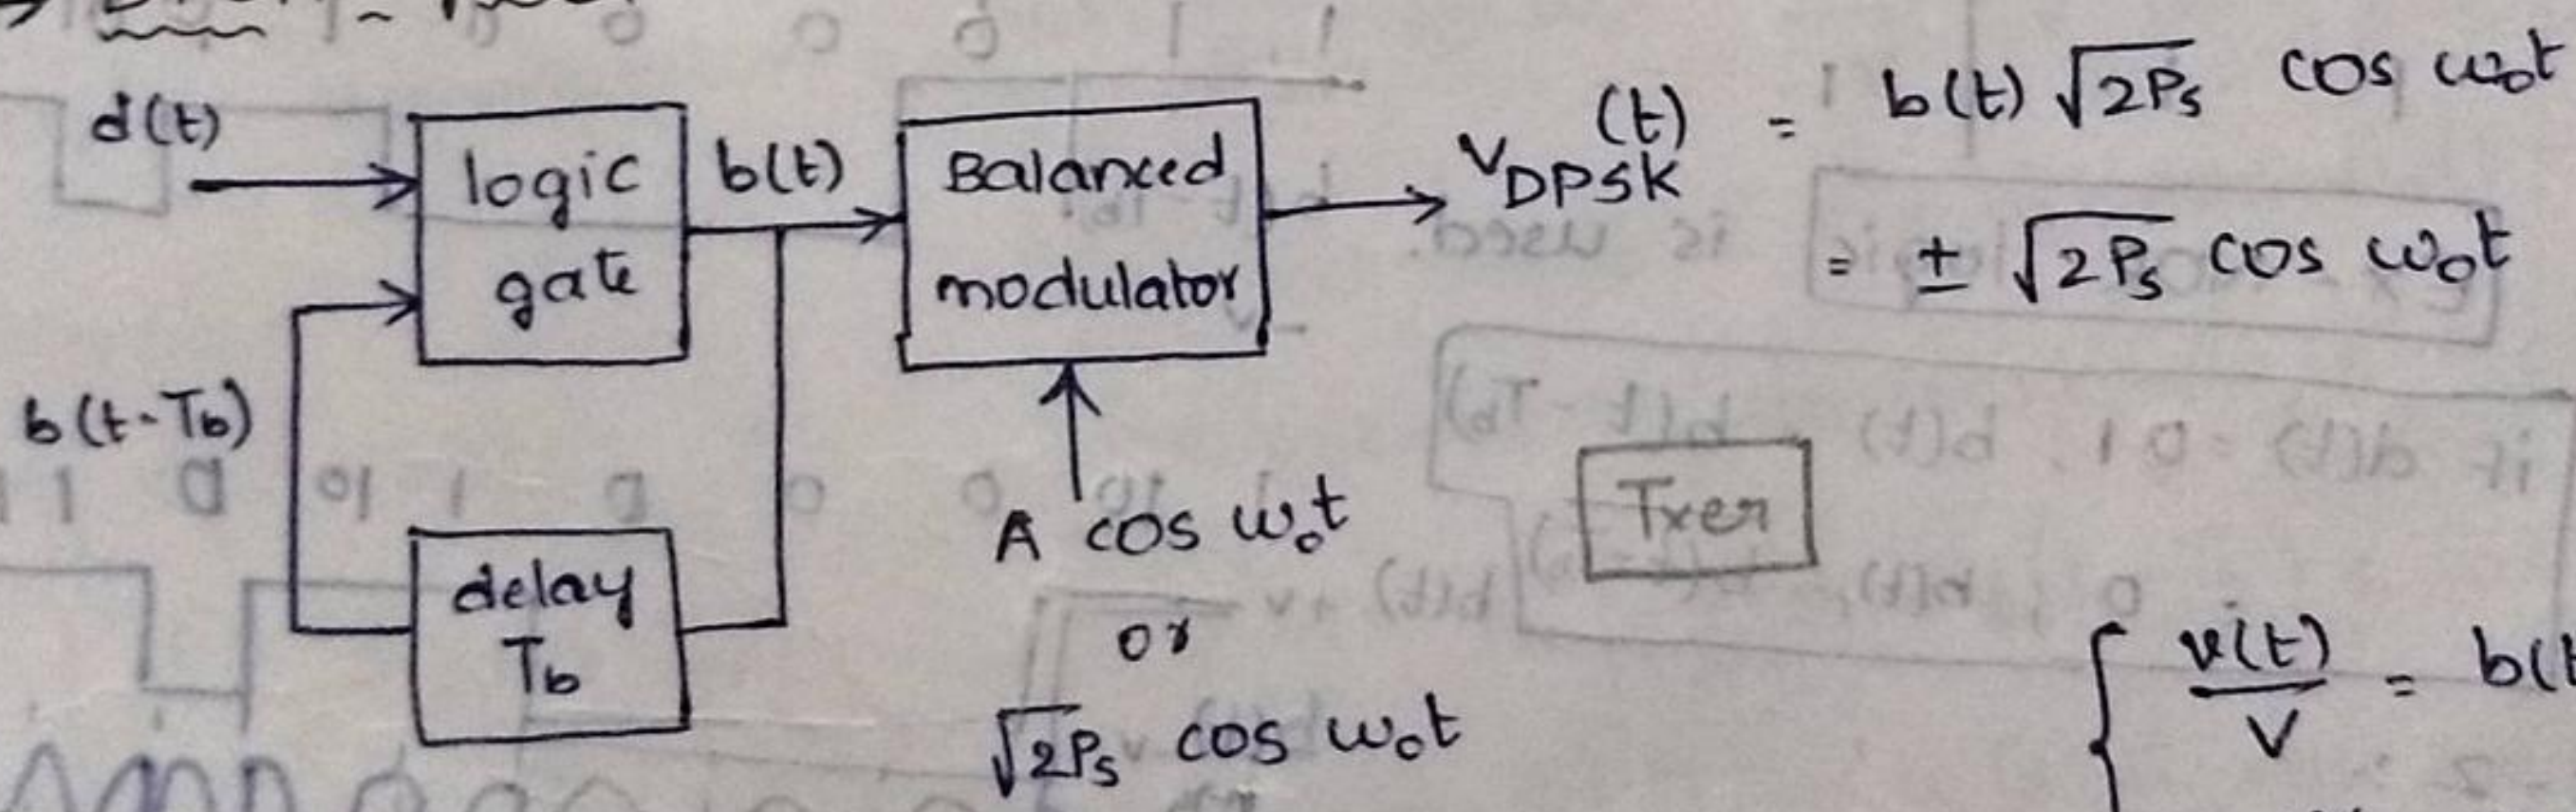 d(t)
logic
gate
b(t)
Balanced
modulator
V_DPSK (t) = b(t) √2Ps cos ω₀t
= ± √2Ps cos ω₀t
b(t-Tb)
delay
Tb
A cos ω₀t
or
√2Ps cos ω₀t
Txer
v(t)/V = b(t